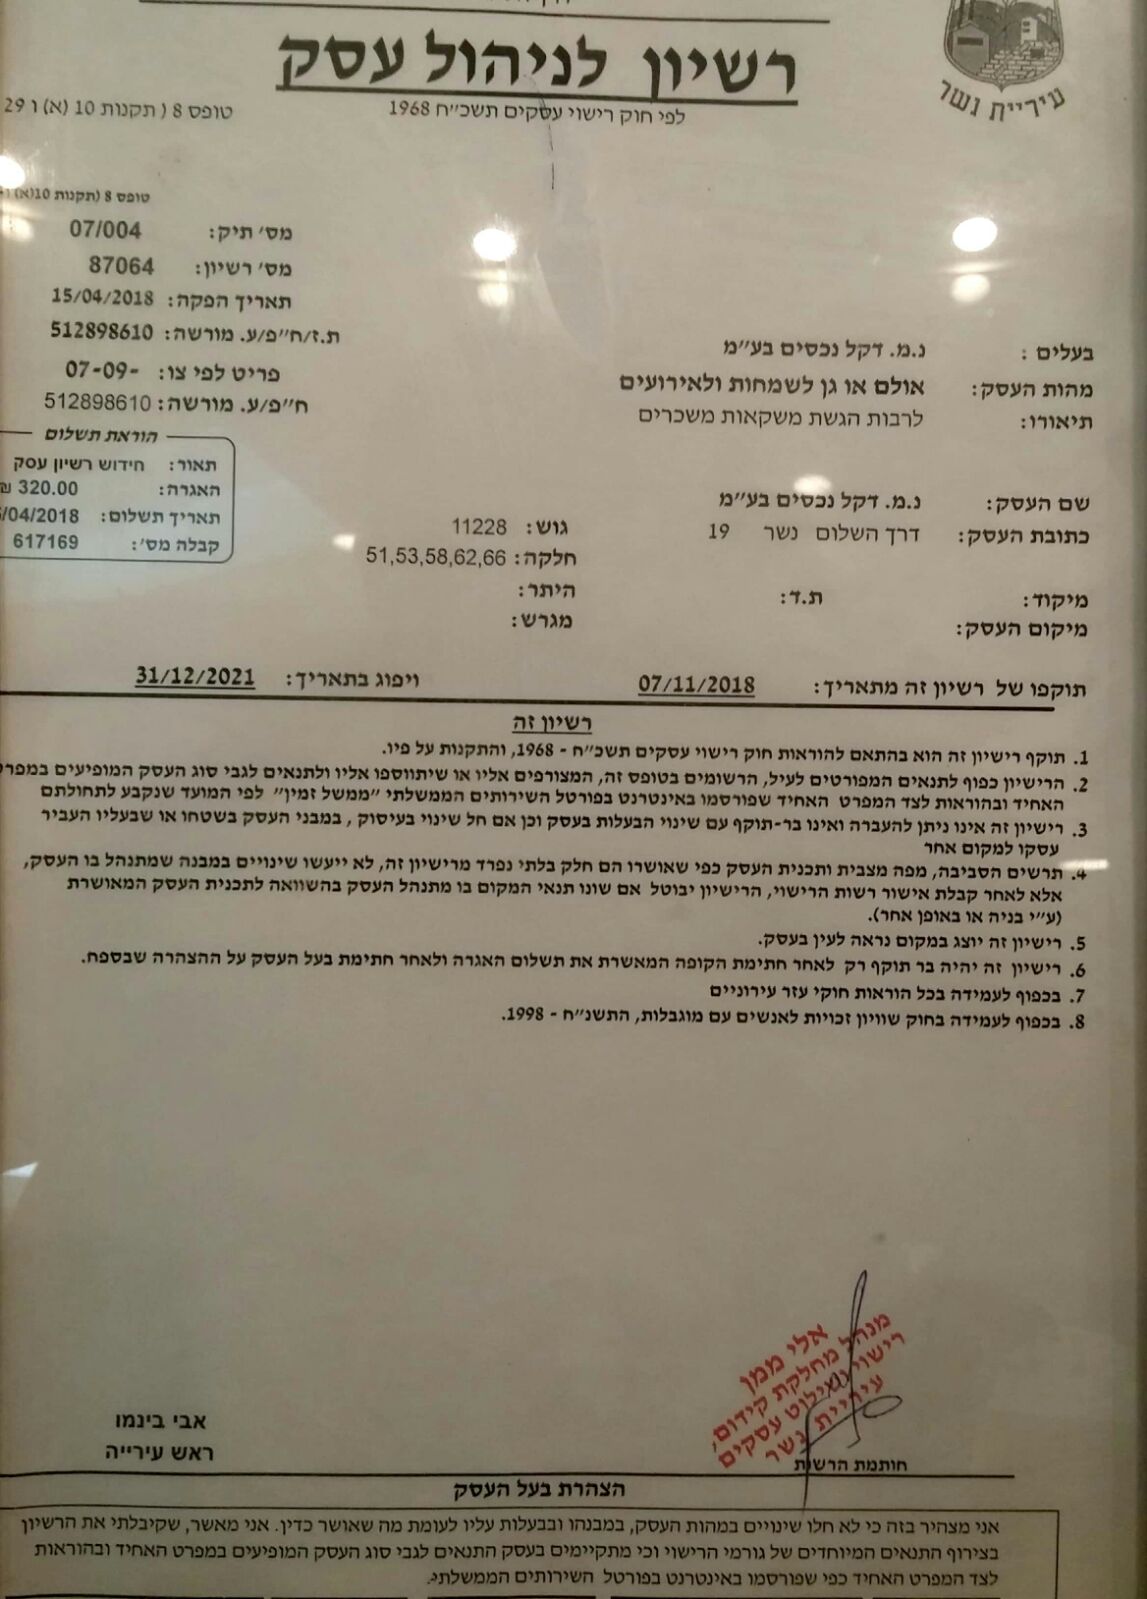 עיריית נשר
רשיון לניהול עסק
לפי חוק רישוי עסקים תשכ״ח 1968
טופס 8 ( תקנות 10 (א) ו 29
טופס 8 (תקנות 10(א)
מס׳ תיק: 07/004
מס׳ רשיון: 87064
תאריך הפקה: 15/04/2018
ת.ז/ח״פ/ע. מורשה: 512898610
פריט לפי צו: 07-09-
ח״פ/ע. מורשה: 512898610
הוראת תשלום
תאור: חידוש רשיון עסק
האגרה: 320.00 ₪
תאריך תשלום: /04/2018
קבלה מס׳: 617169
בעלים : נ.מ. דקל נכסים בע״מ
מהות העסק: אולם או גן לשמחות ולאירועים
תיאורו: לרבות הגשת משקאות משכרים
שם העסק: נ.מ. דקל נכסים בע״מ
כתובת העסק: דרך השלום נשר 19
גוש: 11228
חלקה: 51,53,58,62,66
היתר:
מגרש:
מיקוד: ת.ד:
מיקום העסק:
תוקפו של רשיון זה מתאריך: 07/11/2018 ויפוג בתאריך: 31/12/2021
רשיון זה
1. תוקף רישיון זה הוא בהתאם להוראות חוק רישוי עסקים תשכ״ח - 1968, והתקנות על פיו.
2. הרישיון כפוף לתנאים המפורטים לעיל, הרשומים בטופס זה, המצורפים אליו או שיתווספו אליו ולתנאים לגבי סוג העסק המופיעים במפרט
האחיד ובהוראות לצד המפרט האחיד שפורסמו באינטרנט בפורטל השירותים הממשלתי ״ממשל זמין״ לפי המועד שנקבע לתחולתם
3. רישיון זה אינו ניתן להעברה ואינו בר-תוקף עם שינוי הבעלות בעסק וכן אם חל שינוי בעיסוק , במבני העסק בשטחו או שבעליו העביר
עסקו למקום אחר
4. תרשים הסביבה, מפה מצבית ותכנית העסק כפי שאושרו הם חלק בלתי נפרד מרישיון זה, לא ייעשו שינויים במבנה שמתנהל בו העסק,
אלא לאחר קבלת אישור רשות הרישוי, הרישיון יבוטל אם שונו תנאי המקום בו מתנהל העסק בהשוואה לתכנית העסק המאושרת
(ע״י בניה או באופן אחר).
5. רישיון זה יוצג במקום נראה לעין בעסק.
6. רישיון זה יהיה בר תוקף רק לאחר חתימת הקופה המאשרת את תשלום האגרה ולאחר חתימת בעל העסק על ההצהרה שבספח.
7. בכפוף לעמידה בכל הוראות חוקי עזר עירוניים
8. בכפוף לעמידה בחוק שוויון זכויות לאנשים עם מוגבלות, התשנ״ח - 1998.
אלי ממן
מנהל מחלקת קידום,
רישוי ושילוט עסקים
עיריית נשר
חותמת הרשות
אבי בינמו
ראש עירייה
הצהרת בעל העסק
אני מצהיר בזה כי לא חלו שינויים במהות העסק, במבנהו ובבעלות עליו לעומת מה שאושר כדין. אני מאשר, שקיבלתי את הרשיון
בצירוף התנאים המיוחדים של גורמי הרישוי וכי מתקיימים בעסק התנאים לגבי סוג העסק המופיעים במפרט האחיד ובהוראות
לצד המפרט האחיד כפי שפורסמו באינטרנט בפורטל השירותים הממשלתי.